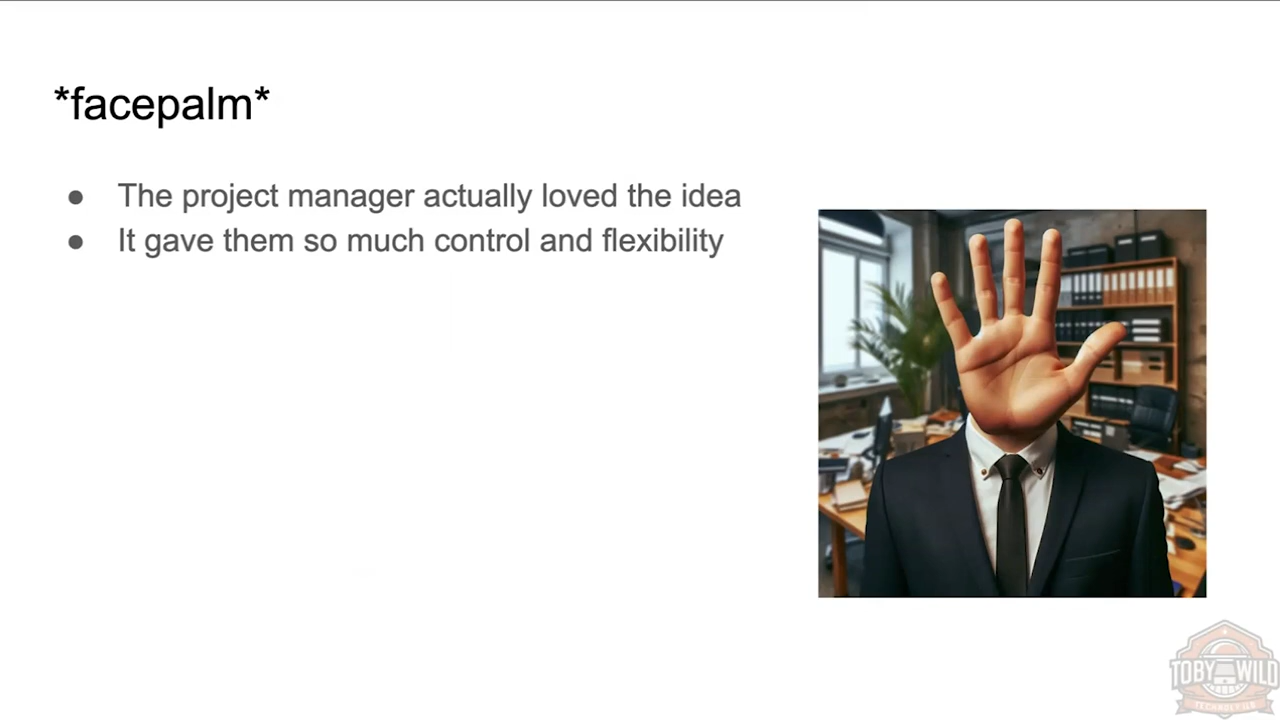 *facepalm*
● The project manager actually loved the idea
● It gave them so much control and flexibility
TOBY WILD